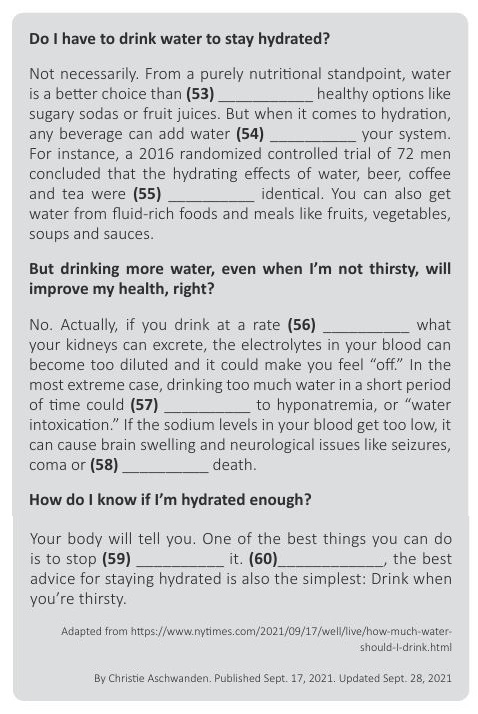 Do I have to drink water to stay hydrated?
Not necessarily. From a purely nutritional standpoint, water
is a better choice than (53) ___________ healthy options like
sugary sodas or fruit juices. But when it comes to hydration,
any beverage can add water (54) __________ your system.
For instance, a 2016 randomized controlled trial of 72 men
concluded that the hydrating effects of water, beer, coffee
and tea were (55) __________ identical. You can also get
water from fluid-rich foods and meals like fruits, vegetables,
soups and sauces.
But drinking more water, even when I’m not thirsty, will
improve my health, right?
No. Actually, if you drink at a rate (56) __________ what
your kidneys can excrete, the electrolytes in your blood can
become too diluted and it could make you feel “off.” In the
most extreme case, drinking too much water in a short period
of time could (57) __________ to hyponatremia, or “water
intoxication.” If the sodium levels in your blood get too low, it
can cause brain swelling and neurological issues like seizures,
coma or (58) __________ death.
How do I know if I’m hydrated enough?
Your body will tell you. One of the best things you can do
is to stop (59) __________ it. (60)____________, the best
advice for staying hydrated is also the simplest: Drink when
you’re thirsty.
Adapted from https://www.nytimes.com/2021/09/17/well/live/how-much-water-
should-I-drink.html
By Christie Aschwanden. Published Sept. 17, 2021. Updated Sept. 28, 2021